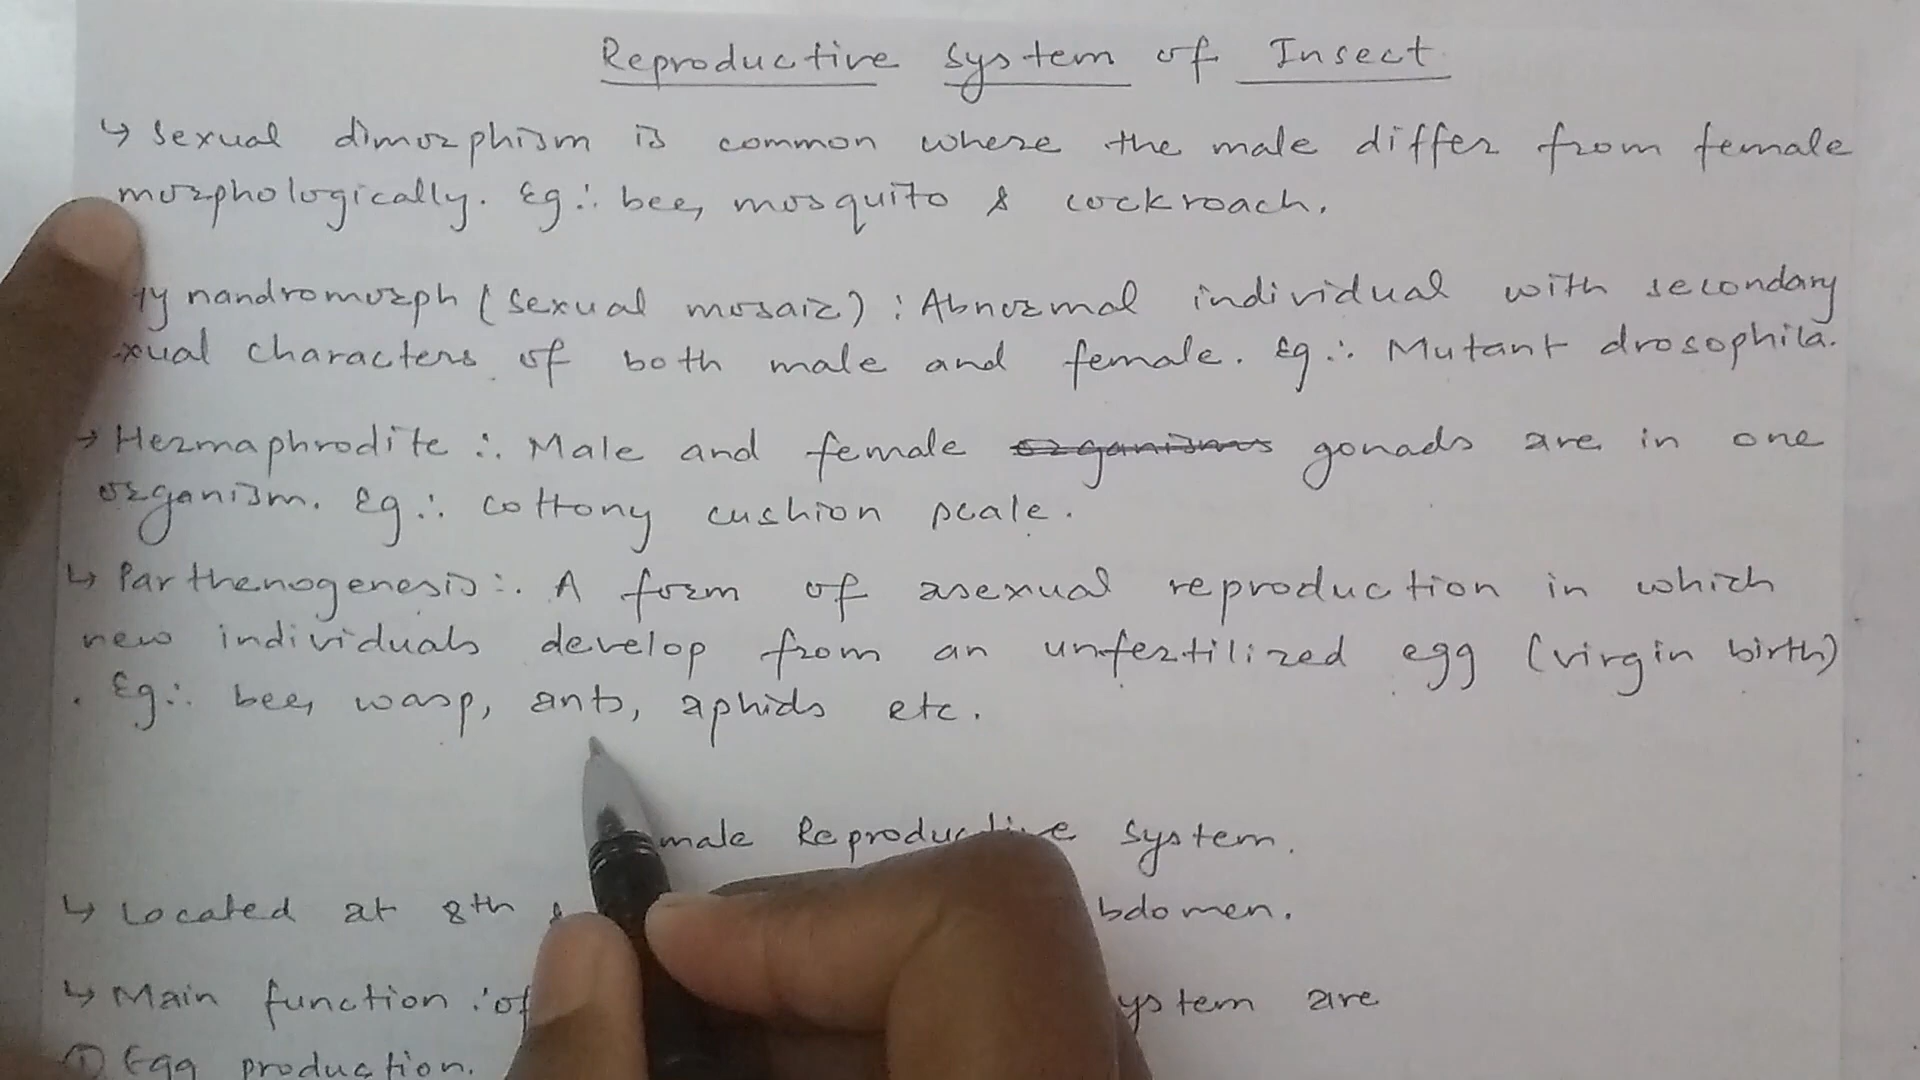 Reproductive System of Insect
↳ Sexual dimorphism is common where the male differ from female
morphologically. Eg∴ bee, mosquito & cockroach.
nandromorph (Sexual mosaic) : Abnormal individual with secondary
characters of both male and female. Eg∴ Mutant drosophila.
→ Hermaphrodite ∴ Male and female ~~organisms~~ gonads are in one
organism. Eg∴ cottony cushion scale.
↳ Parthenogenesis∴ A form of asexual reproduction in which
new individuals develop from an unfertilized egg (virgin birth)
. Eg∴ bee, wasp, ants, aphids etc.
male Reproductive System.
↳ Located at 8th bdomen.
↳ Main function of ystem are
① Egg production.